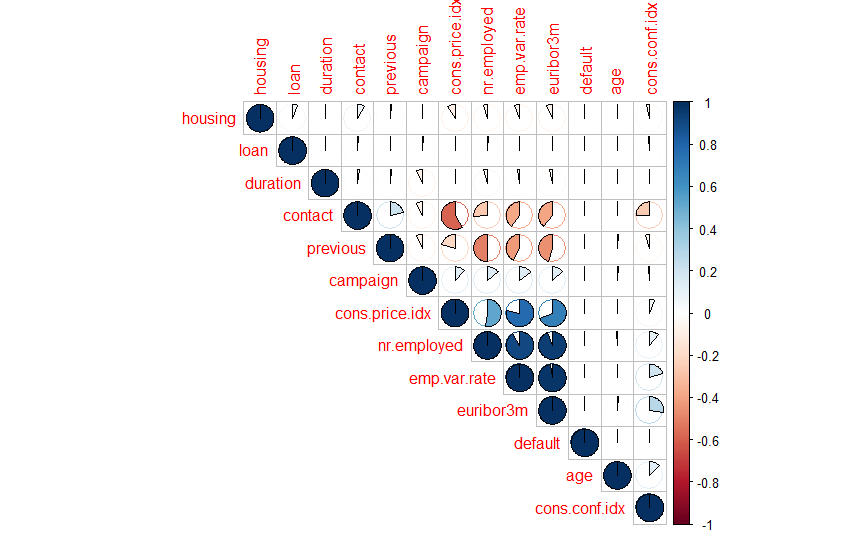 housing
loan
duration
contact
previous
campaign
cons.price.idx
nr.employed
emp.var.rate
euribor3m
default
age
cons.conf.idx
housing
loan
duration
contact
previous
campaign
cons.price.idx
nr.employed
emp.var.rate
euribor3m
default
age
cons.conf.idx
1
0.8
0.6
0.4
0.2
0
-0.2
-0.4
-0.6
-0.8
-1